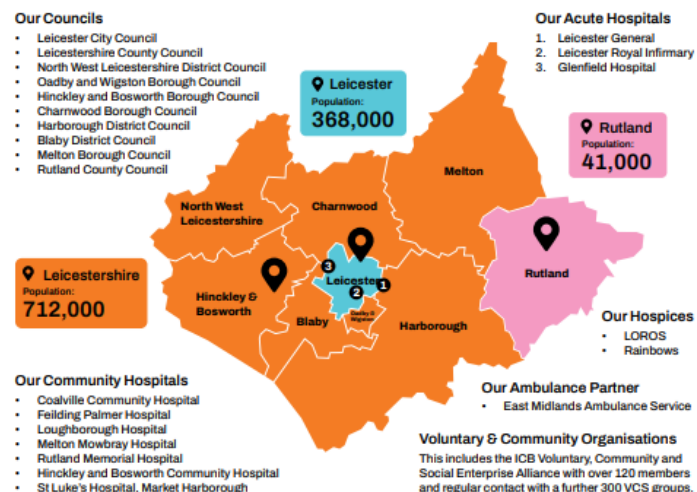 Our Councils
• Leicester City Council
• Leicestershire County Council
• North West Leicestershire District Council
• Oadby and Wigston Borough Council
• Hinckley and Bosworth Borough Council
• Charnwood Borough Council
• Harborough District Council
• Blaby District Council
• Melton Borough Council
• Rutland County Council
Leicester
Population:
368,000
Our Acute Hospitals
1. Leicester General
2. Leicester Royal Infirmary
3. Glenfield Hospital
Rutland
Population:
41,000
Melton
North West
Leicestershire
Charnwood
Leicestershire
Population:
712,000
Hinckley &
Bosworth
3
Leicester
1
2
Oadby &
Wigston
Blaby
Harborough
Rutland
Our Hospices
• LOROS
• Rainbows
Our Community Hospitals
• Coalville Community Hospital
• Feilding Palmer Hospital
• Loughborough Hospital
• Melton Mowbray Hospital
• Rutland Memorial Hospital
• Hinckley and Bosworth Community Hospital
• St Luke's Hospital, Market Harborough
Our Ambulance Partner
• East Midlands Ambulance Service
Voluntary & Community Organisations
This includes the ICB Voluntary, Community and
Social Enterprise Alliance with over 120 members
and regular contact with a further 300 VCS groups.